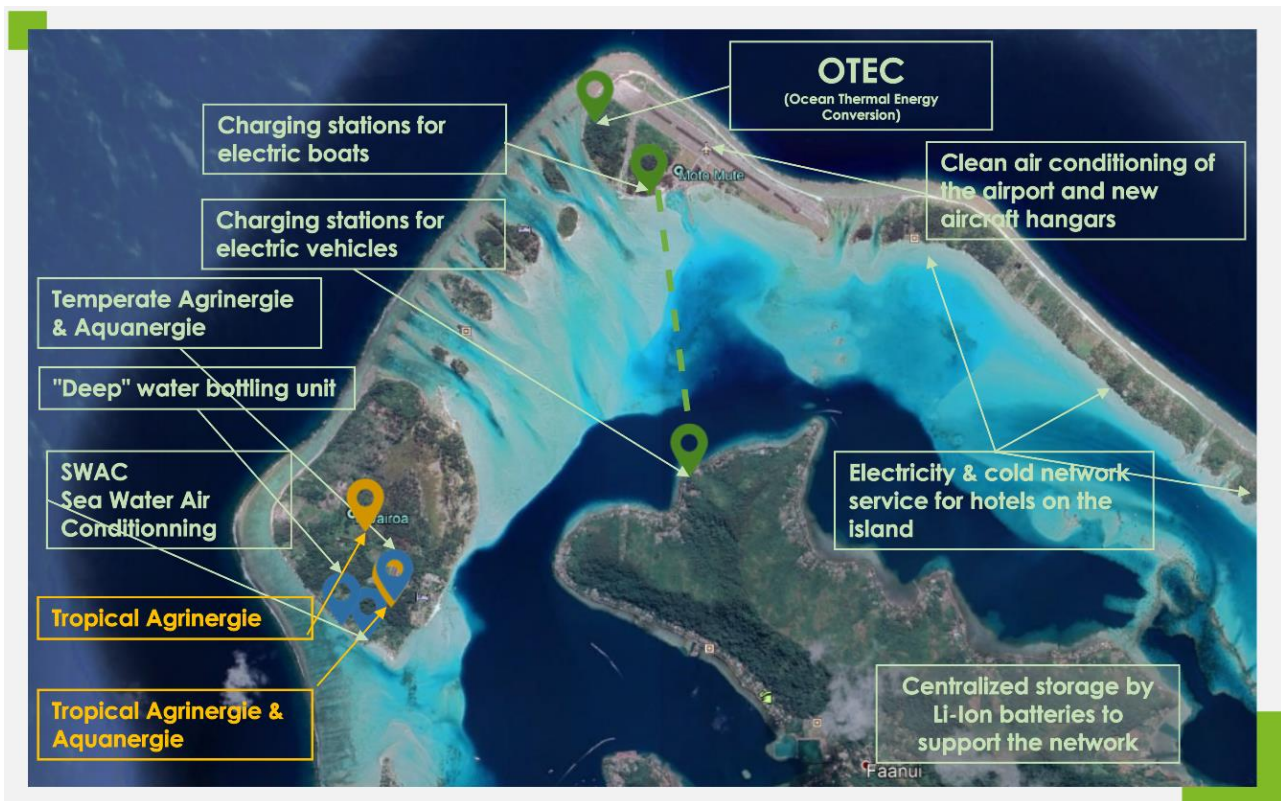 OTEC
(Ocean Thermal Energy
Conversion)
Charging stations for
electric boats
Clean air conditioning of
the airport and new
aircraft hangars
Moto Mute
Charging stations for
electric vehicles
Temperate Agrinergie
& Aquanergie
"Deep" water bottling unit
SWAC
Sea Water Air
Conditionning
Electricity & cold network
service for hotels on the
island
Tropical Agrinergie
Tropical Agrinergie &
Aquanergie
Centralized storage by
Li-Ion batteries to
support the network
Faanui